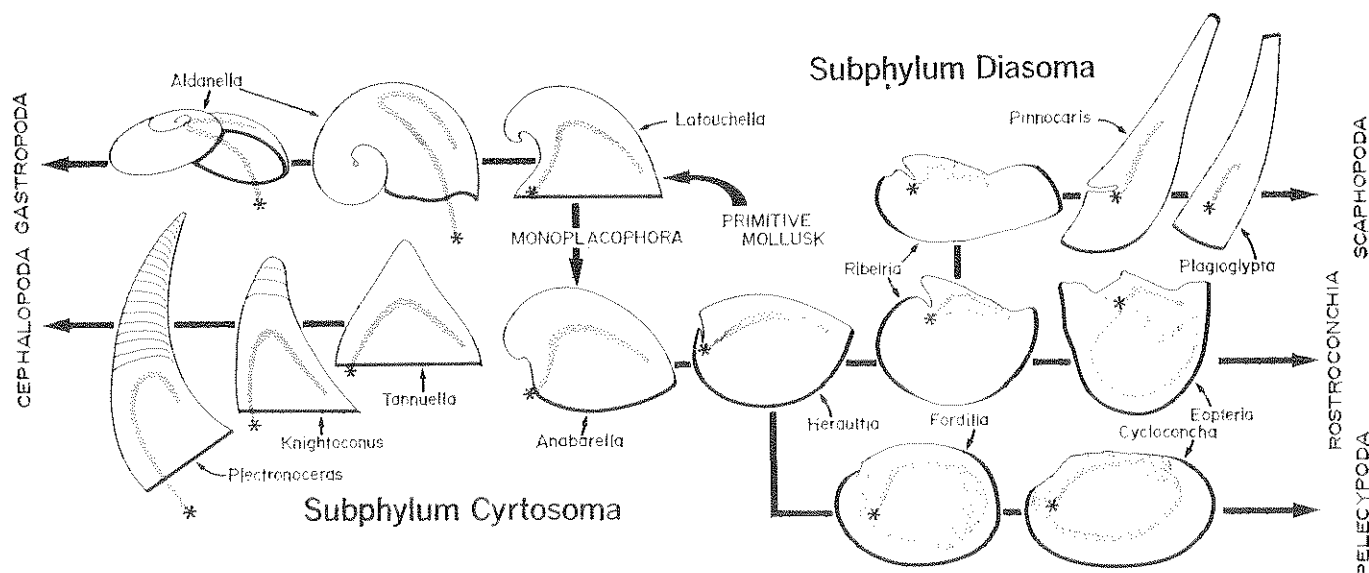 Subphylum Diasoma
Aldanella
Latouchella
Pinnocaris
GASTROPODA
SCAPHOPODA
MONOPLACOPHORA
PRIMITIVE
MOLLUSK
Ribeiria
Plagioglypta
CEPHALOPODA
Tannuella
Knightoconus
Plectronoceras
Anabarella
Heraultia
Fordilla
Eopteria
Cycloconcha
ROSTROCONCHIA
Subphylum Cyrtosoma
PELECYPODA